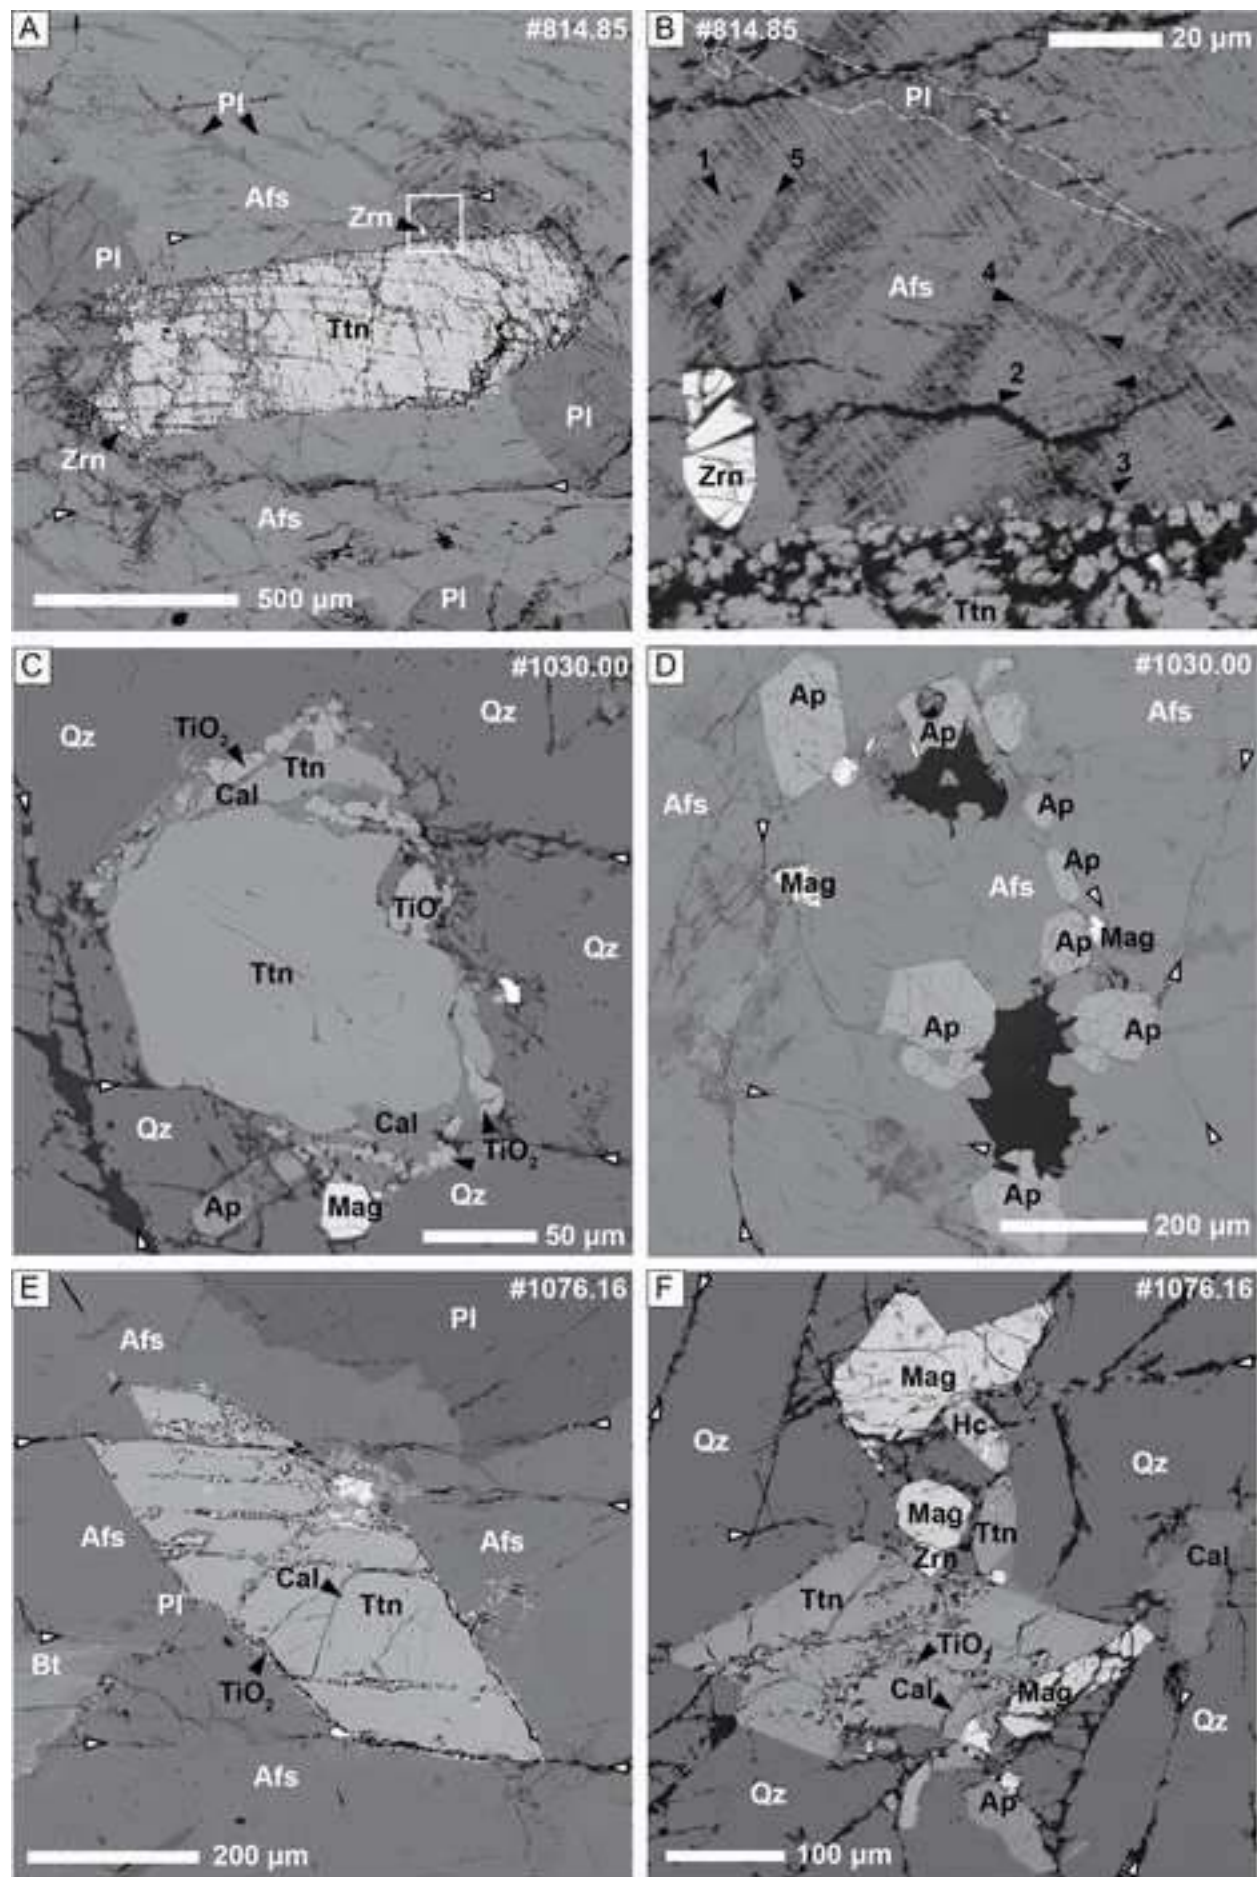 A #814.85
Pl
Afs
Zrn
Pl
Ttn
Pl
Zrn
Afs
500 µm
Pl
B #814.85
20 µm
Pl
1 5
Afs
4
2
Zrn
3
Ttn
C #1030.00
Qz Qz
TiO2
Ttn
Cal
TiO
Qz
Ttn
Cal
Qz
TiO2
Qz
Ap Mag
50 µm
D #1030.00
Ap
Afs
Ap
Afs
Ap
Ap
Mag
Afs
Ap Mag
Ap
Ap
Ap
200 µm
E #1076.16
Pl
Afs
Afs
Afs
Cal
Ttn
Pl
Bt
TiO2
Afs
200 µm
F #1076.16
Mag
Hc
Qz
Qz
Mag
Ttn
Zrn
Cal
Ttn
TiO2
Cal
Mag
Qz
Qz
Ap
100 µm